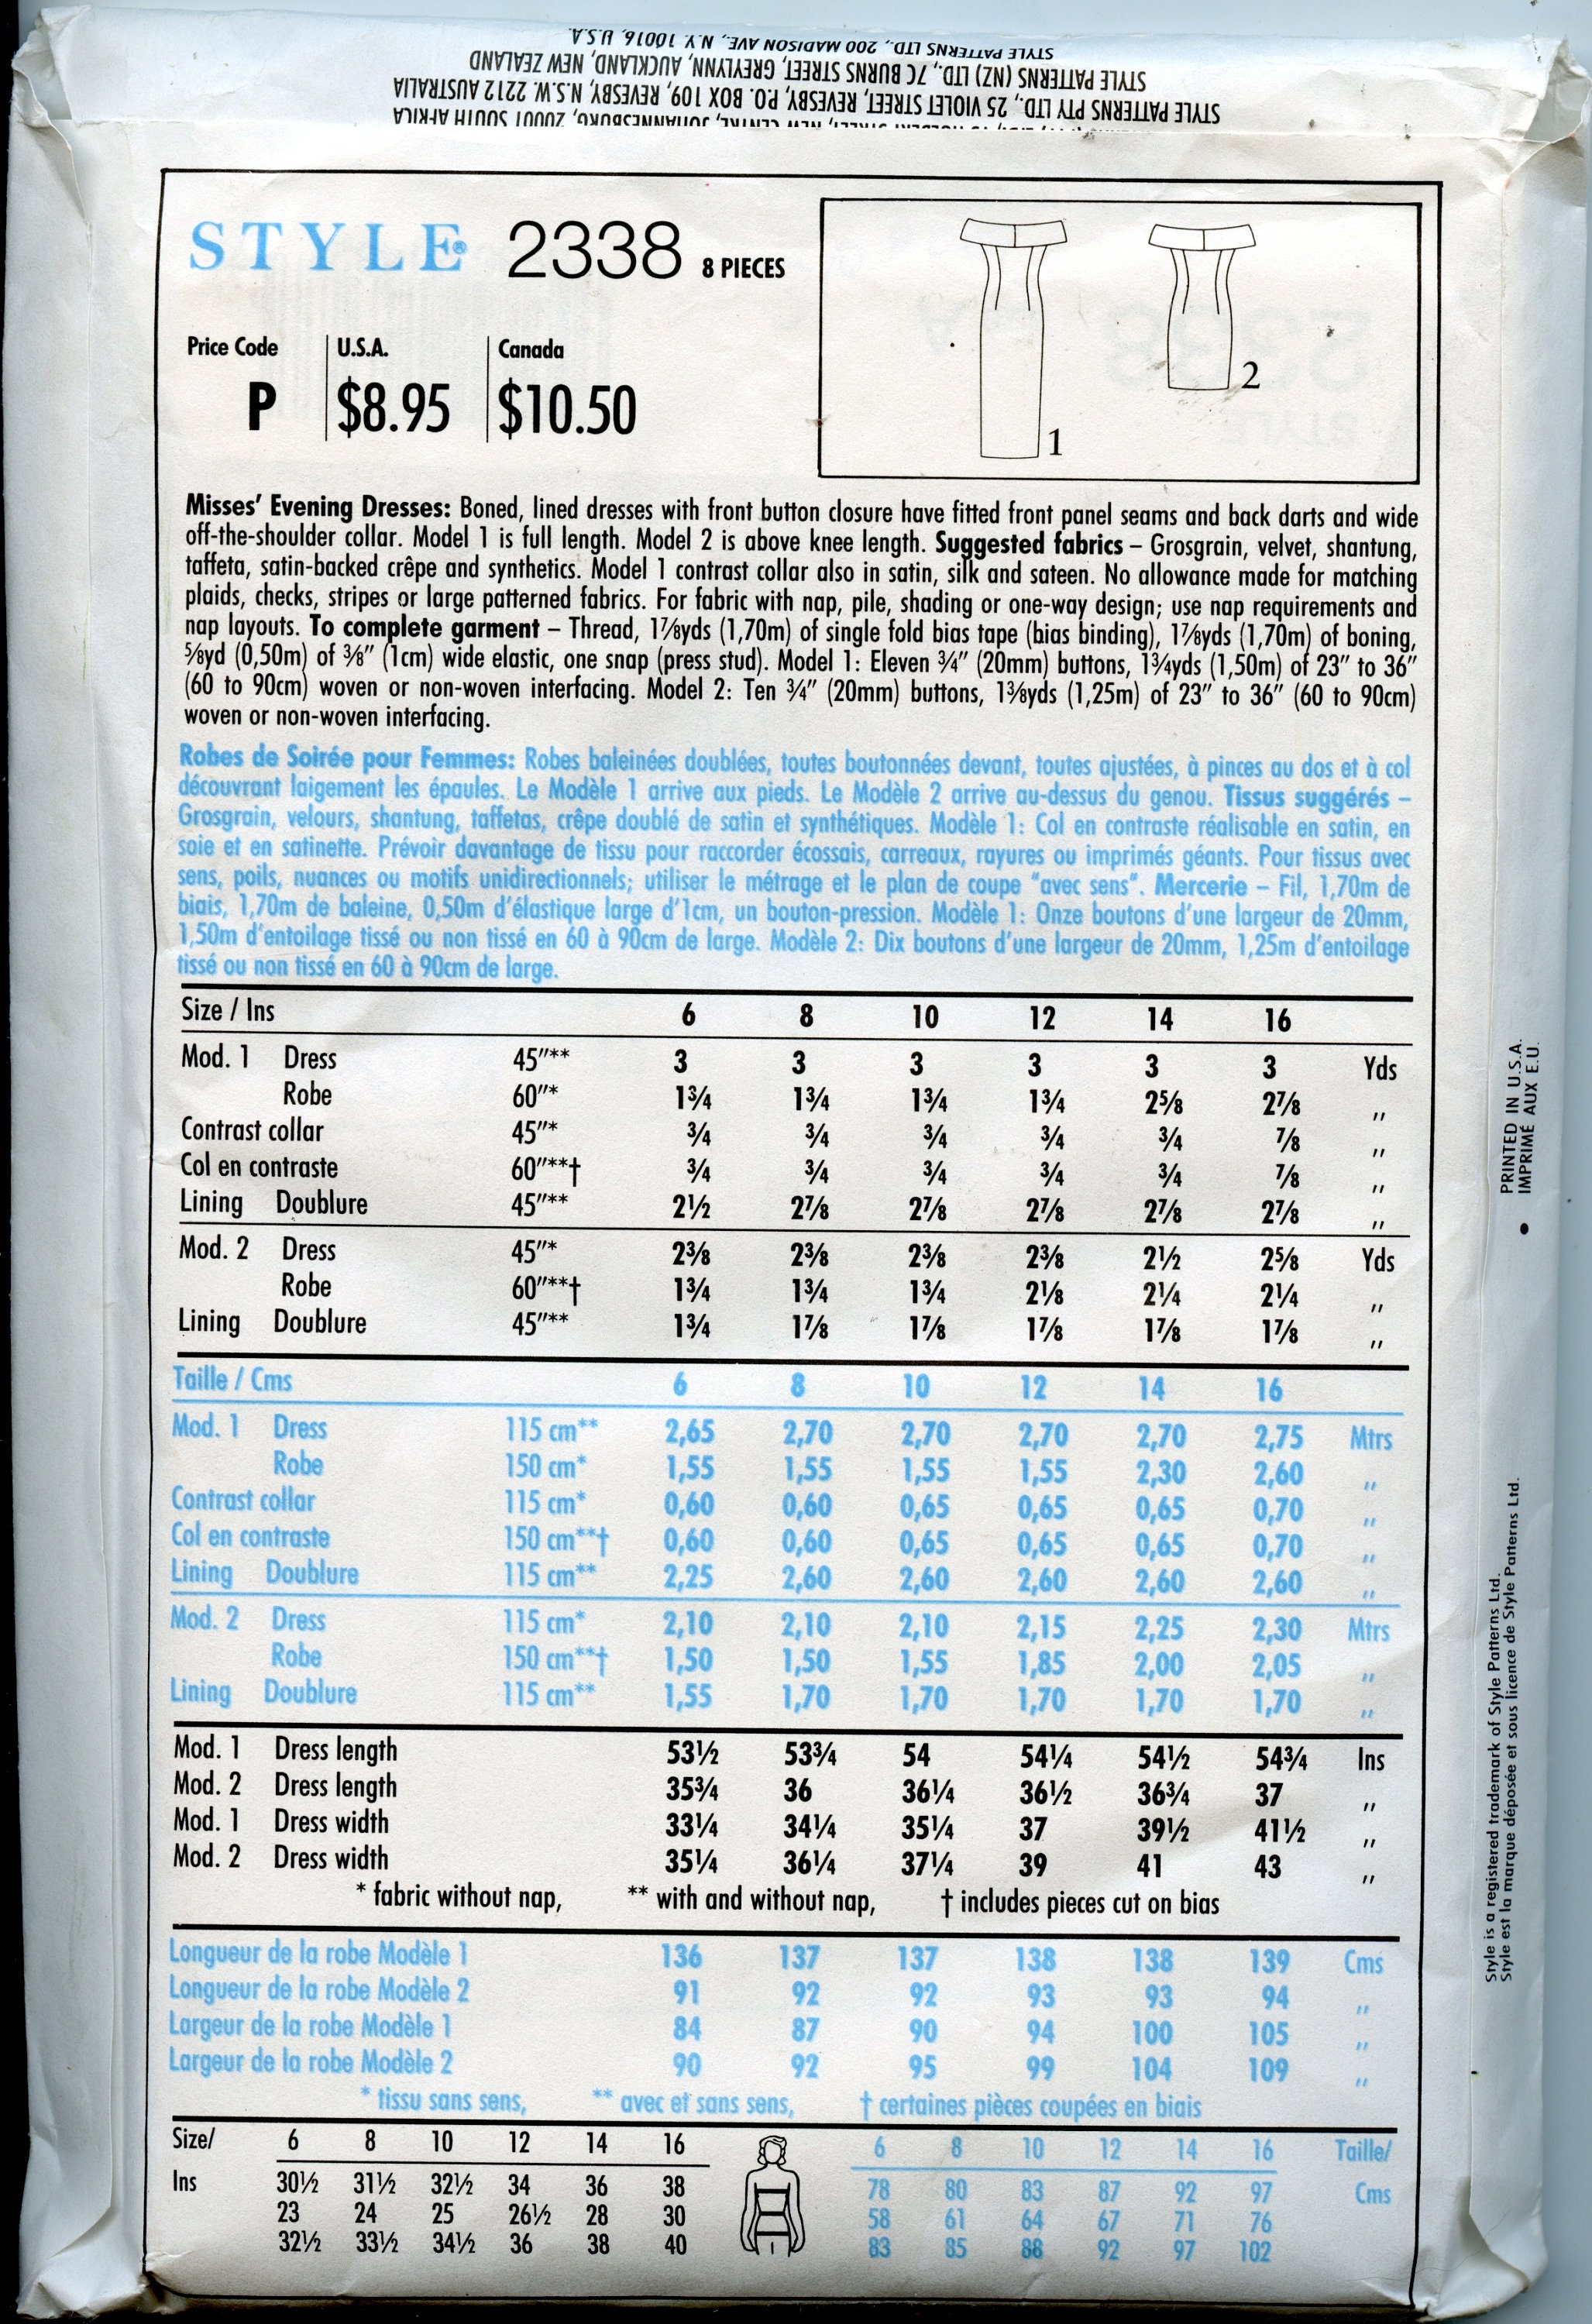 STYLE PATTERNS LTD., 200 MADISON AVE., N.Y. 10016, U.S.A.
STYLE PATTERNS (NZ) LTD., 7C BURNS STREET, GREYLYNN, AUCKLAND, NEW ZEALAND
STYLE PATTERNS PTY LTD., 25 VIOLET STREET, REVESBY, P.O. BOX 109, REVESBY, N.S.W. 2212 AUSTRALIA
JOHANNESBURG, 20001 SOUTH AFRICA
STYLE® 2338 8 PIECES
Price Code U.S.A. Canada
P $8.95 $10.50
1
2
Misses' Evening Dresses: Boned, lined dresses with front button closure have fitted front panel seams and back darts and wide
off-the-shoulder collar. Model 1 is full length. Model 2 is above knee length. Suggested fabrics – Grosgrain, velvet, shantung,
taffeta, satin-backed crêpe and synthetics. Model 1 contrast collar also in satin, silk and sateen. No allowance made for matching
plaids, checks, stripes or large patterned fabrics. For fabric with nap, pile, shading or one-way design; use nap requirements and
nap layouts. To complete garment – Thread, 1⅞yds (1,70m) of single fold bias tape (bias binding), 1⅞yds (1,70m) of boning,
⅝yd (0,50m) of ⅜" (1cm) wide elastic, one snap (press stud). Model 1: Eleven ¾" (20mm) buttons, 1¾yds (1,50m) of 23" to 36"
(60 to 90cm) woven or non-woven interfacing. Model 2: Ten ¾" (20mm) buttons, 1⅜yds (1,25m) of 23" to 36" (60 to 90cm)
woven or non-woven interfacing.
Robes de Soirée pour Femmes: Robes baleinées doublées, toutes boutonnées devant, toutes ajustées, à pinces au dos et à col
découvrant laigement les épaules. Le Modèle 1 arrive aux pieds. Le Modèle 2 arrive au-dessus du genou. Tissus suggérés –
Grosgrain, velours, shantung, taffetas, crêpe doublé de satin et synthétiques. Modèle 1: Col en contraste réalisable en satin, en
soie et en satinette. Prévoir davantage de tissu pour raccorder écossais, carreaux, rayures ou imprimés géants. Pour tissus avec
sens, poils, nuances ou motifs unidirectionnels; utiliser le métrage et le plan de coupe "avec sens". Mercerie – Fil, 1,70m de
biais, 1,70m de baleine, 0,50m d'élastique large d'1cm, un bouton-pression. Modèle 1: Onze boutons d'une largeur de 20mm,
1,50m d'entoilage tissé ou non tissé en 60 à 90cm de large. Modèle 2: Dix boutons d'une largeur de 20mm, 1,25m d'entoilage
tissé ou non tissé en 60 à 90cm de large.
Size / Ins 6 8 10 12 14 16
Mod. 1 Dress 45"** 3 3 3 3 3 3 Yds
Robe 60"* 1¾ 1¾ 1¾ 1¾ 2⅝ 2⅞ ,,
Contrast collar 45"* ¾ ¾ ¾ ¾ ¾ ⅞ ,,
Col en contraste 60"**† ¾ ¾ ¾ ¾ ¾ ⅞ ,,
Lining Doublure 45"** 2½ 2⅞ 2⅞ 2⅞ 2⅞ 2⅞ ,,
Mod. 2 Dress 45"* 2⅜ 2⅜ 2⅜ 2⅜ 2½ 2⅝ Yds
Robe 60"**† 1¾ 1¾ 1¾ 2⅛ 2¼ 2¼ ,,
Lining Doublure 45"** 1¾ 1⅞ 1⅞ 1⅞ 1⅞ 1⅞ ,,
Taille / Cms 6 8 10 12 14 16
Mod. 1 Dress 115 cm** 2,65 2,70 2,70 2,70 2,70 2,75 Mtrs
Robe 150 cm* 1,55 1,55 1,55 1,55 2,30 2,60 ,,
Contrast collar 115 cm* 0,60 0,60 0,65 0,65 0,65 0,70 ,,
Col en contraste 150 cm**† 0,60 0,60 0,65 0,65 0,65 0,70 ,,
Lining Doublure 115 cm** 2,25 2,60 2,60 2,60 2,60 2,60 ,,
Mod. 2 Dress 115 cm* 2,10 2,10 2,10 2,15 2,25 2,30 Mtrs
Robe 150 cm**† 1,50 1,50 1,55 1,85 2,00 2,05 ,,
Lining Doublure 115 cm** 1,55 1,70 1,70 1,70 1,70 1,70 ,,
Mod. 1 Dress length 53½ 53¾ 54 54¼ 54½ 54¾ Ins
Mod. 2 Dress length 35¾ 36 36¼ 36½ 36¾ 37 ,,
Mod. 1 Dress width 33¼ 34¼ 35¼ 37 39½ 41½ ,,
Mod. 2 Dress width 35¼ 36¼ 37¼ 39 41 43 ,,
* fabric without nap, ** with and without nap, † includes pieces cut on bias
Longueur de la robe Modèle 1 136 137 137 138 138 139 Cms
Longueur de la robe Modèle 2 91 92 92 93 93 94 ,,
Largeur de la robe Modèle 1 84 87 90 94 100 105 ,,
Largeur de la robe Modèle 2 90 92 95 99 104 109 ,,
* tissu sans sens, ** avec et sans sens, † certaines pièces coupées en biais
Size/ 6 8 10 12 14 16 6 8 10 12 14 16 Taille/
Ins 30½ 31½ 32½ 34 36 38 78 80 83 87 92 97 Cms
23 24 25 26½ 28 30 58 61 64 67 71 76
32½ 33½ 34½ 36 38 40 83 85 88 92 97 102
PRINTED IN U.S.A.
IMPRIMÉ AUX E.U.
Style is a registered trademark of Style Patterns Ltd.
Style est la marque déposée et sous licence de Style Patterns Ltd.